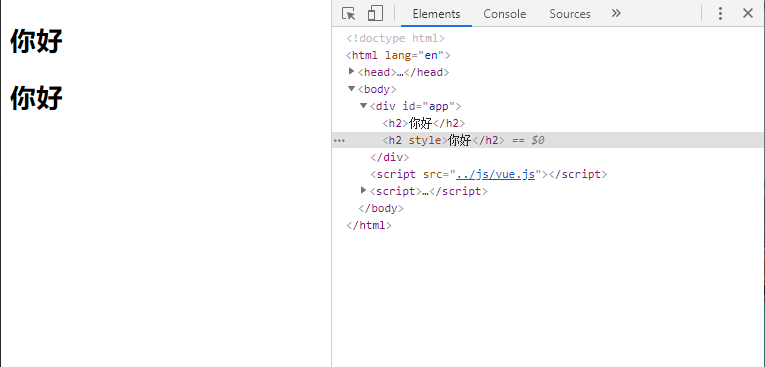 你好
你好
Elements Console Sources »
<!doctype html>
<html lang="en">
<head>…</head>
<body>
<div id="app">
<h2>你好</h2>
<h2 style>你好</h2> == $0
</div>
<script src="../js/vue.js"></script>
<script>…</script>
</body>
</html>